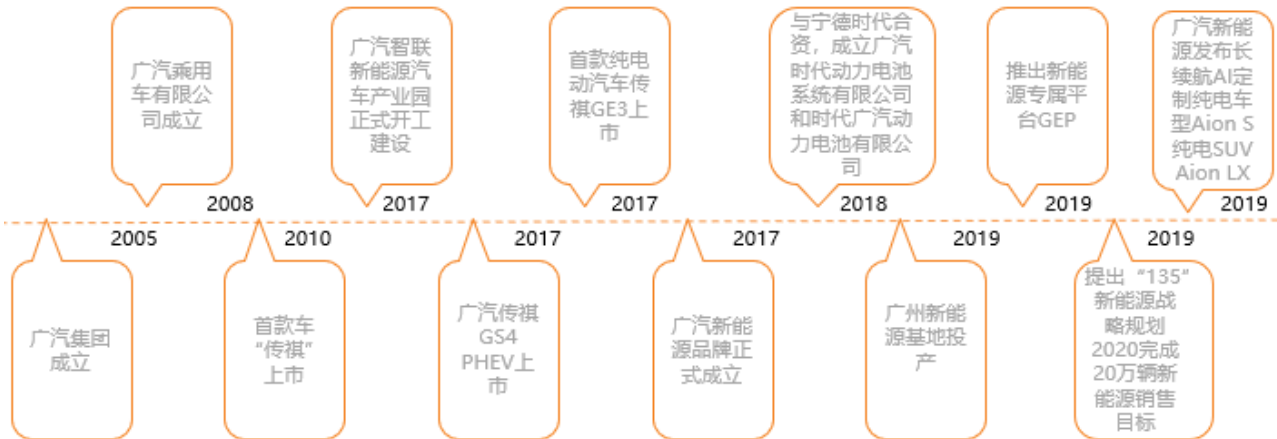 广汽乘用
车有限公
司成立
广汽智联
新能源汽
车产业园
正式开工
建设
首款纯电
动汽车传
祺GE3上
市
与宁德时代合
资，成立广汽
时代动力电池
系统有限公司
和时代广汽动
力电池有限公
司
推出新能
源专属平
台GEP
广汽新能
源发布长
续航AI定
制纯电车
型Aion S
纯电SUV
Aion LX
2008
2017
2017
2018
2019
2019
2005
2010
2017
2017
2019
2019
广汽集团
成立
首款车
“传祺”
上市
广汽传祺
GS4
PHEV上
市
广汽新能
源品牌正
式成立
广州新能
源基地投
产
提出“135”
新能源战
略规划
2020完成
20万辆新
能源销售
目标